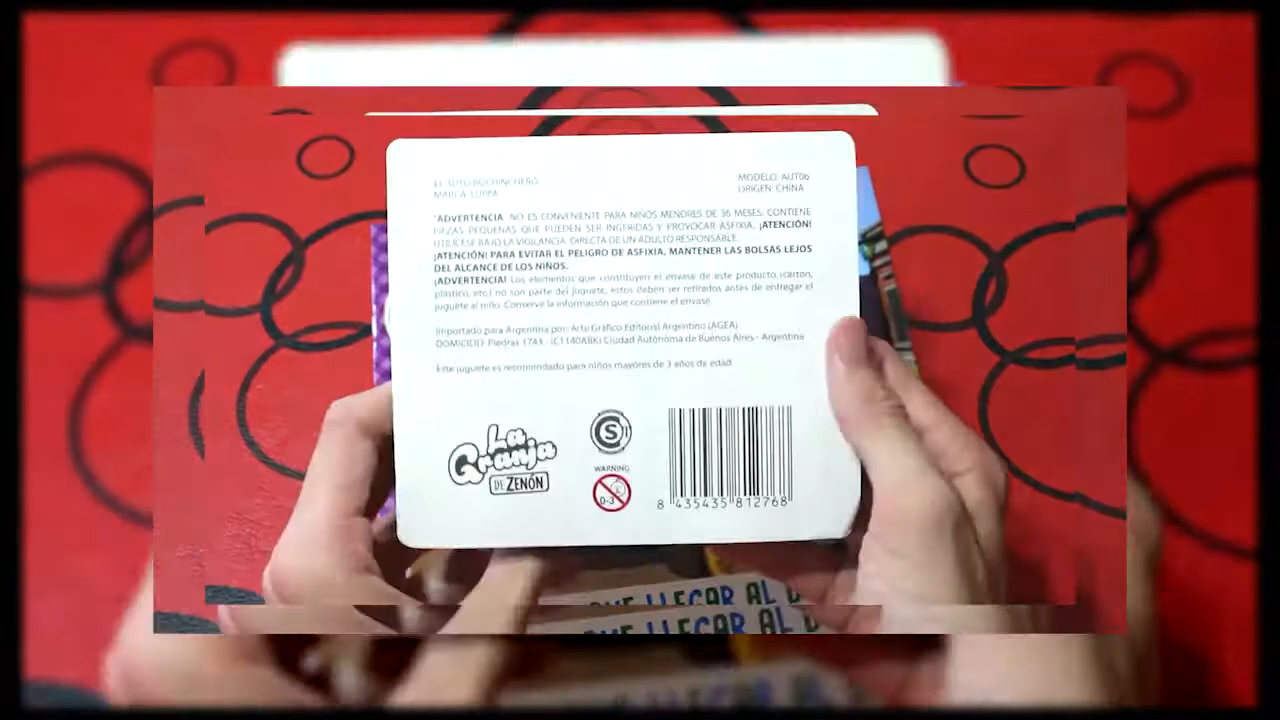 EL AUTO BOCHINCHERO
MARCA: LUPPA
MODELO: AUT06
ORIGEN: CHINA
"ADVERTENCIA: NO ES CONVENIENTE PARA NIÑOS MENORES DE 36 MESES. CONTIENE
PIEZAS PEQUEÑAS QUE PUEDEN SER INGERIDAS Y PROVOCAR ASFIXIA. ¡ATENCIÓN!
UTILÍCESE BAJO LA VIGILANCIA DIRECTA DE UN ADULTO RESPONSABLE.
¡ATENCIÓN! PARA EVITAR EL PELIGRO DE ASFIXIA, MANTENER LAS BOLSAS LEJOS
DEL ALCANCE DE LOS NIÑOS.
¡ADVERTENCIA! Los elementos que constituyen el envase de este producto (cartón,
plástico, etc.) no son parte del juguete, estos deben ser retirados antes de entregar el
juguete al niño. Conserve la información que contiene el envase.
Importado para Argentina por: Arte Gráfico Editorial Argentino (AGEA)
DOMICILIO: Piedras 1743 - (C1140ABK) Ciudad Autónoma de Buenos Aires - Argentina
Este juguete es recomendado para niños mayores de 3 años de edad.
La
Granja
DE ZENÓN
S
WARNING
0-3
8 435435 812768
LLEGAR AL
LLEGAR AL